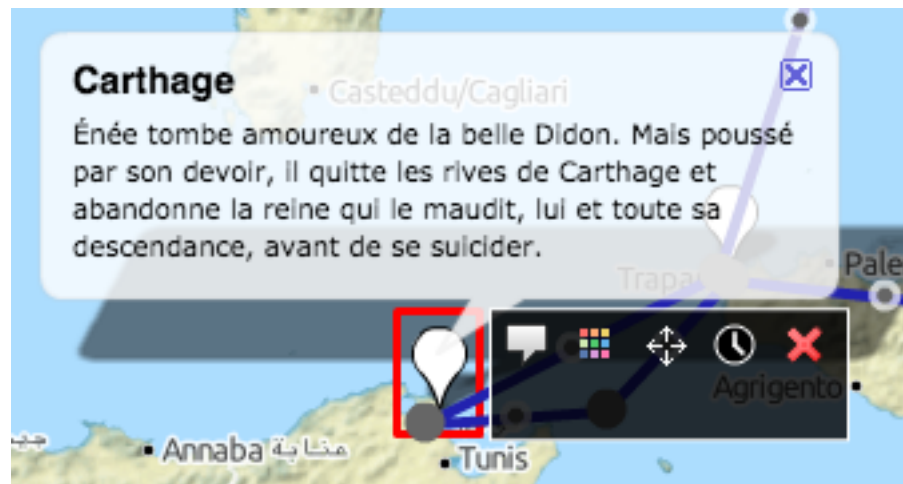 Carthage
Casteddu/Cagliari
Énée tombe amoureux de la belle Didon. Mais poussé
par son devoir, il quitte les rives de Carthage et
abandonne la reine qui le maudit, lui et toute sa
descendance, avant de se suicider.
Trapa
Pale
Agrigento
Annaba عنابة
Tunis